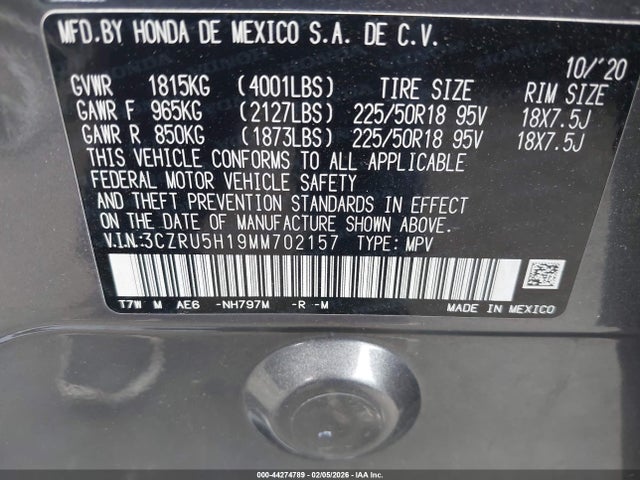 MFD.BY HONDA DE MEXICO S.A. DE C.V.
10/'20
GVWR 1815KG (4001LBS) TIRE SIZE RIM SIZE
GAWR F 965KG (2127LBS) 225/50R18 95V 18X7.5J
GAWR R 850KG (1873LBS) 225/50R18 95V 18X7.5J
THIS VEHICLE CONFORMS TO ALL APPLICABLE
FEDERAL MOTOR VEHICLE SAFETY
AND THEFT PREVENTION STANDARDS IN EFFECT
ON THE DATE OF MANUFACTURE SHOWN ABOVE.
V.I.N:3CZRU5H19MM702157 TYPE: MPV
T7W M AE6 -NH797M -R -M
MADE IN MEXICO
000-44274789 - 02/05/2026 - IAA Inc.